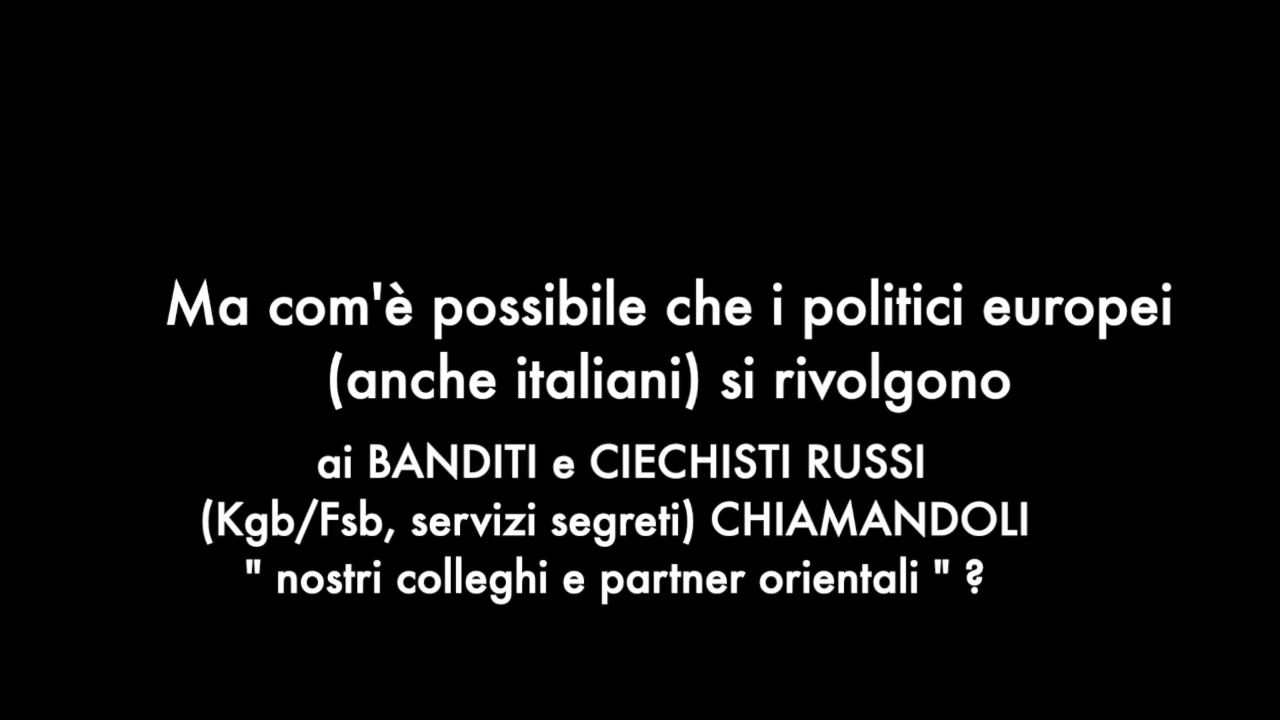 Ma com'è possibile che i politici europei
(anche italiani) si rivolgono
ai BANDITI e CIECHISTI RUSSI
(Kgb/Fsb, servizi segreti) CHIAMANDOLI
" nostri colleghi e partner orientali " ?